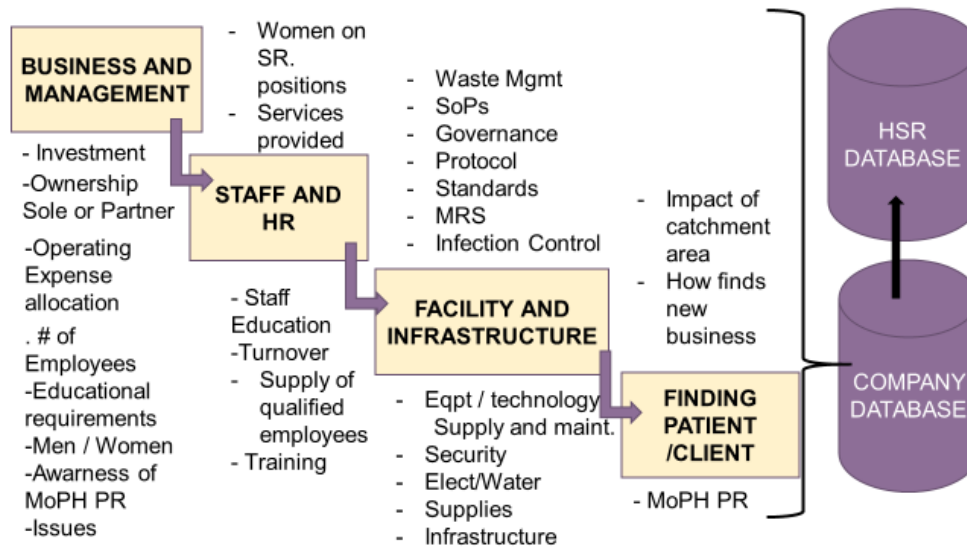 BUSINESS AND
MANAGEMENT
- Investment
-Ownership
Sole or Partner
-Operating
Expense
allocation
. # of
Employees
-Educational
requirements
-Men / Women
-Awarness of
MoPH PR
-Issues
- Women on
SR.
positions
- Services
provided
STAFF AND
HR
- Staff
Education
-Turnover
- Supply of
qualified
employees
- Training
- Waste Mgmt
- SoPs
- Governance
- Protocol
- Standards
- MRS
- Infection Control
FACILITY AND
INFRASTRUCTURE
- Eqpt / technology
Supply and maint.
- Security
- Elect/Water
- Supplies
- Infrastructure
- Impact of
catchment
area
- How finds
new
business
FINDING
PATIENT
/CLIENT
- MoPH PR
HSR
DATABASE
COMPANY
DATABASE